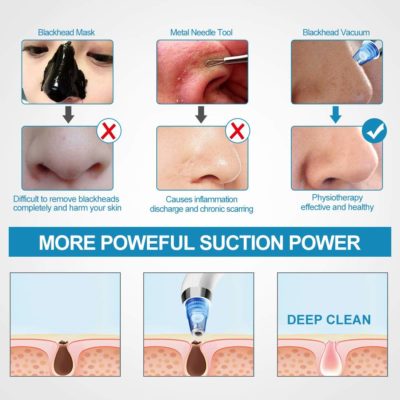 Blackhead Mask
Metal Needle Tool
Blackhead Vacuum
Difficult to remove blackheads
completely and harm your skin
Causes inflammation
discharge and chronic scarring
Physiotherapy
effective and healthy
MORE POWEFUL SUCTION POWER
DEEP CLEAN